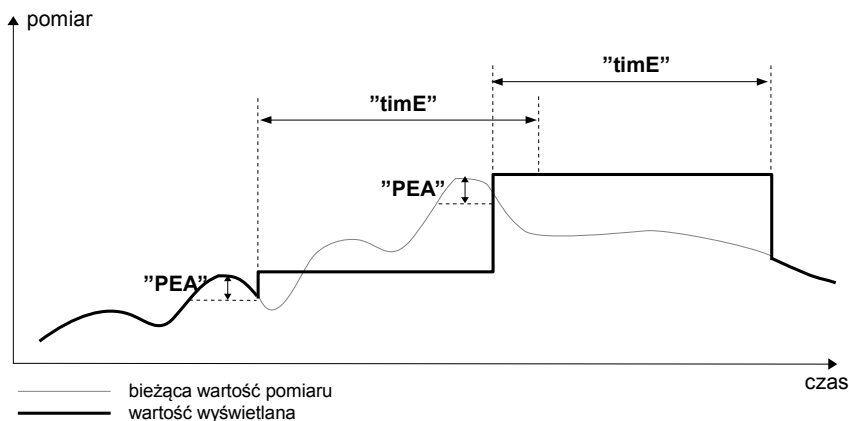 pomiar
”timE”
”timE”
”PEA”
”PEA”
czas
bieżąca wartość pomiaru
wartość wyświetlana